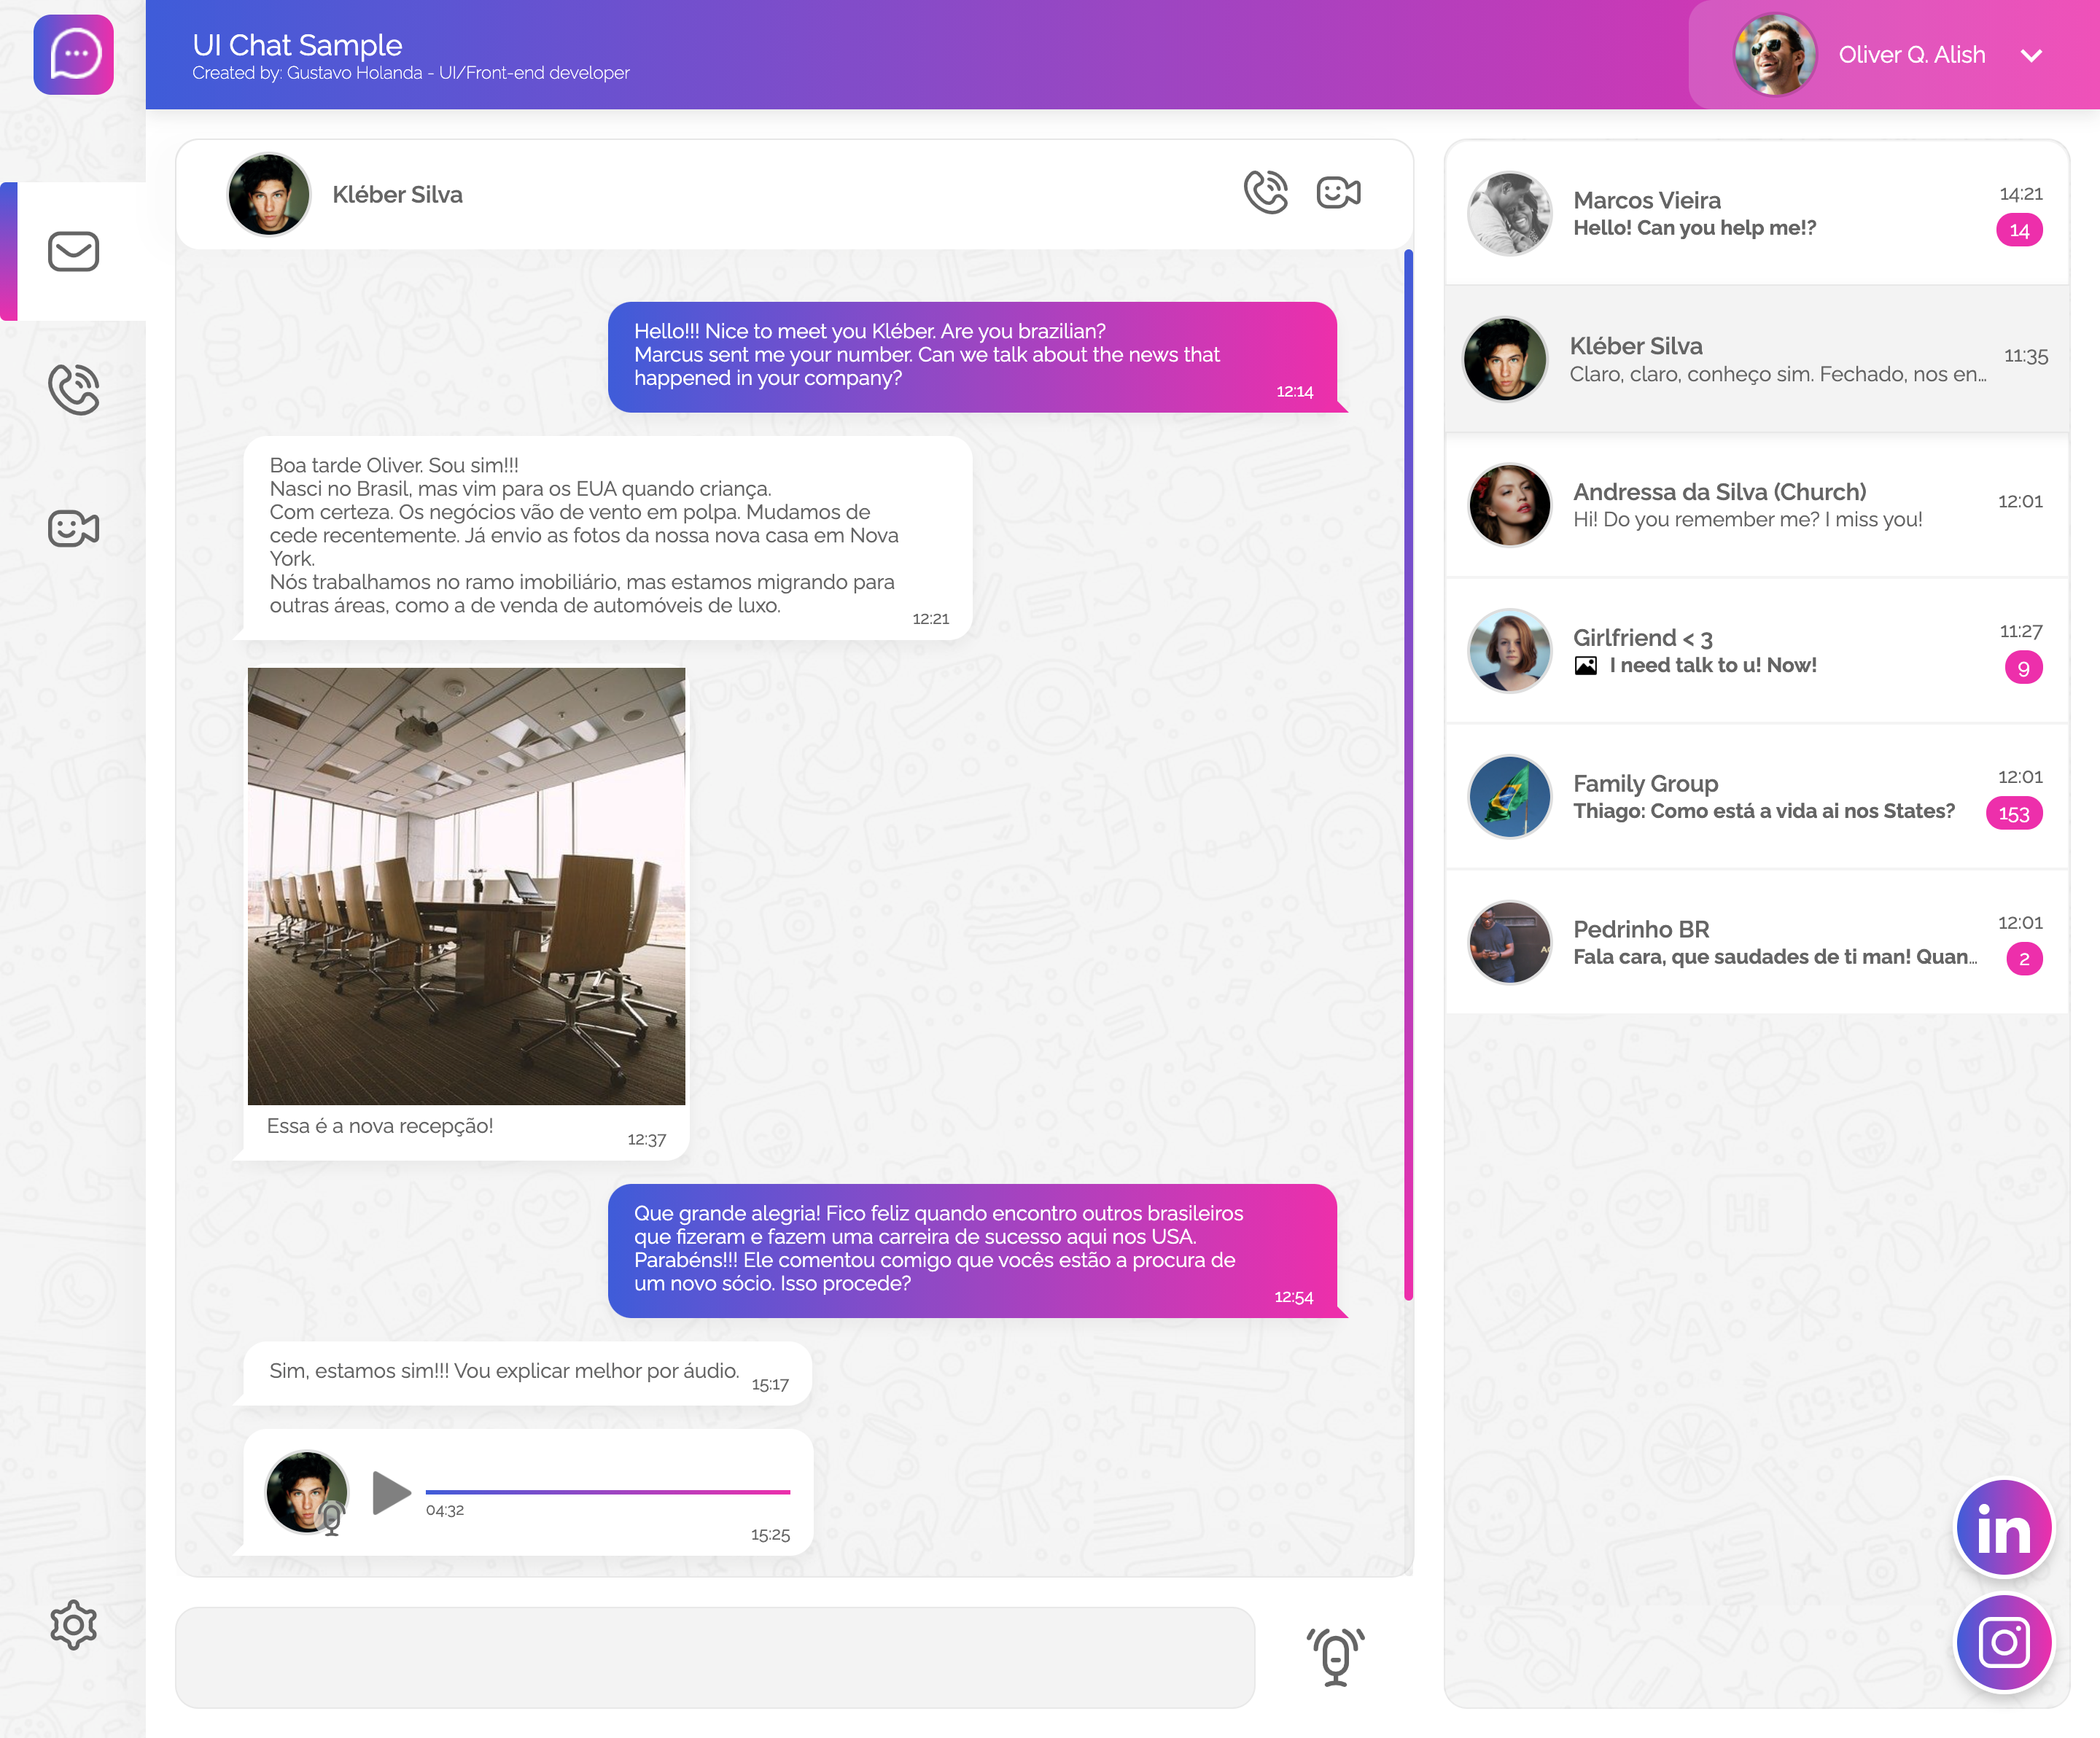 UI Chat Sample
Created by: Gustavo Holanda - UI/Front-end developer
Oliver Q. Alish
Kléber Silva
Hello!!! Nice to meet you Kléber. Are you brazilian?
Marcus sent me your number. Can we talk about the news that
happened in your company?
12:14
Boa tarde Oliver. Sou sim!!!
Nasci no Brasil, mas vim para os EUA quando criança.
Com certeza. Os negócios vão de vento em polpa. Mudamos de
cede recentemente. Já envio as fotos da nossa nova casa em Nova
York.
Nós trabalhamos no ramo imobiliário, mas estamos migrando para
outras áreas, como a de venda de automóveis de luxo.
12:21
Essa é a nova recepção!
12:37
Que grande alegria! Fico feliz quando encontro outros brasileiros
que fizeram e fazem uma carreira de sucesso aqui nos USA.
Parabéns!!! Ele comentou comigo que vocês estão a procura de
um novo sócio. Isso procede?
12:54
Sim, estamos sim!!! Vou explicar melhor por áudio.
15:17
04:32
15:25
Marcos Vieira
14:21
Hello! Can you help me!?
14
Kléber Silva
11:35
Claro, claro, conheço sim. Fechado, nos en...
Andressa da Silva (Church)
12:01
Hi! Do you remember me? I miss you!
Girlfriend < 3
11:27
I need talk to u! Now!
9
Family Group
12:01
Thiago: Como está a vida ai nos States?
153
Pedrinho BR
12:01
Fala cara, que saudades de ti man! Quan...
2
Hi
in